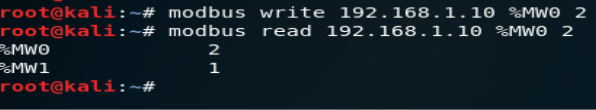 root@kali:~# modbus write 192.168.1.10 %MW0 2
root@kali:~# modbus read 192.168.1.10 %MW0 2
%MW0 2
%MW1 1
root@kali:~#